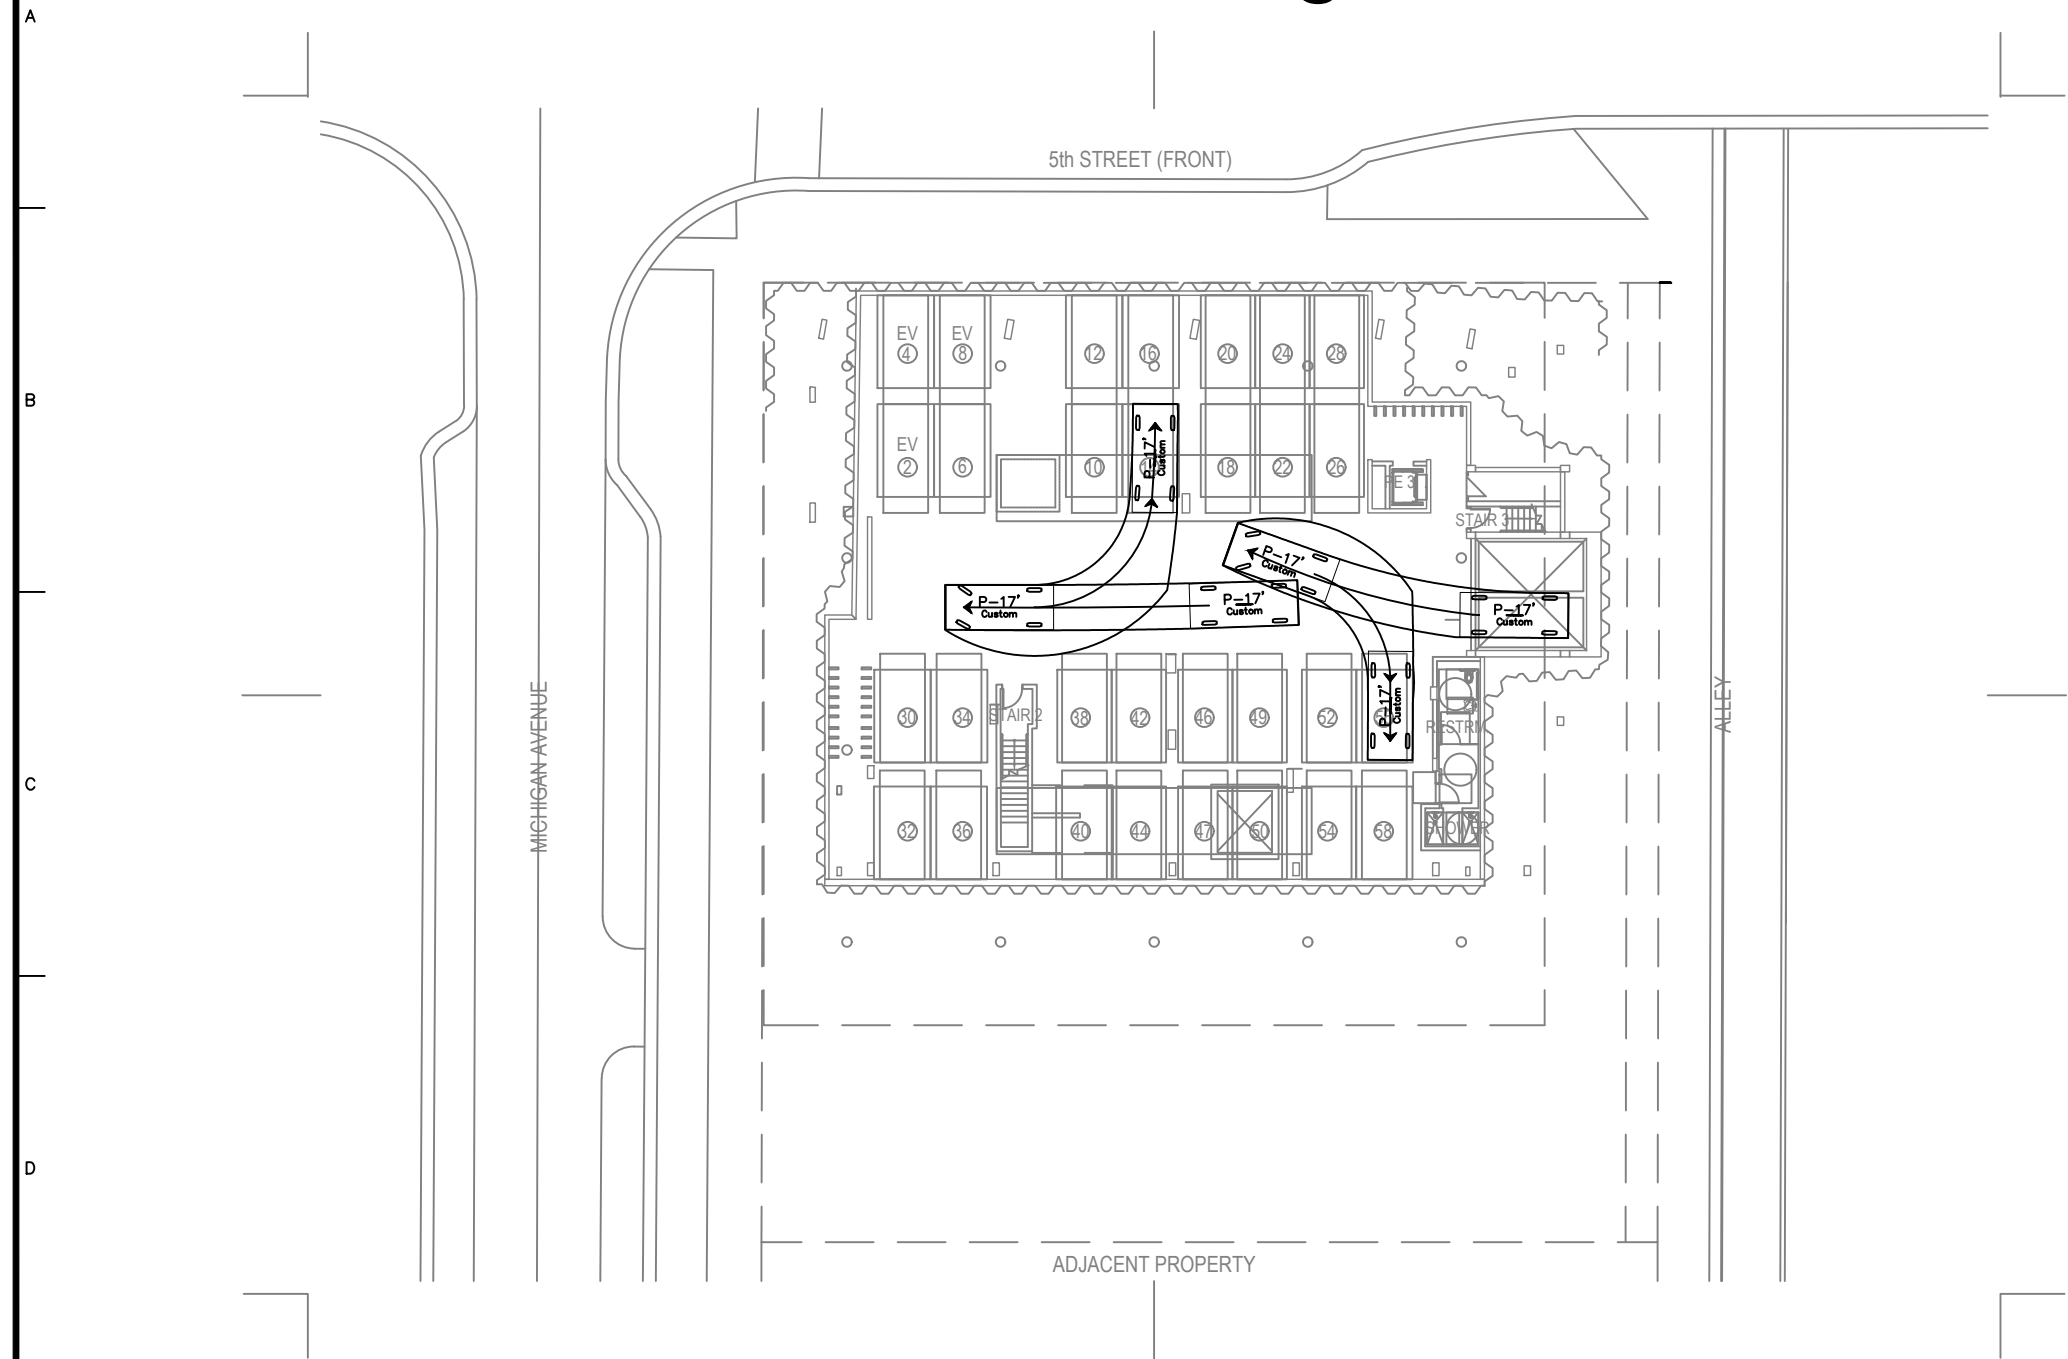 A
5th STREET (FRONT)
EV
EV
4
8
12
16
20
24
28
B
EV
2
6
10
P-17'
Custom
18
22
26
PE 3
STAIR 3
P-17'
Custom
P-17'
Custom
P-17'
Custom
P-17'
Custom
30
34
STAIR 2
38
42
46
49
52
P-17'
Custom
RESTRM
MICHIGAN AVENUE
ALLEY
C
32
36
40
44
47
50
54
58
SHOWER
D
ADJACENT PROPERTY